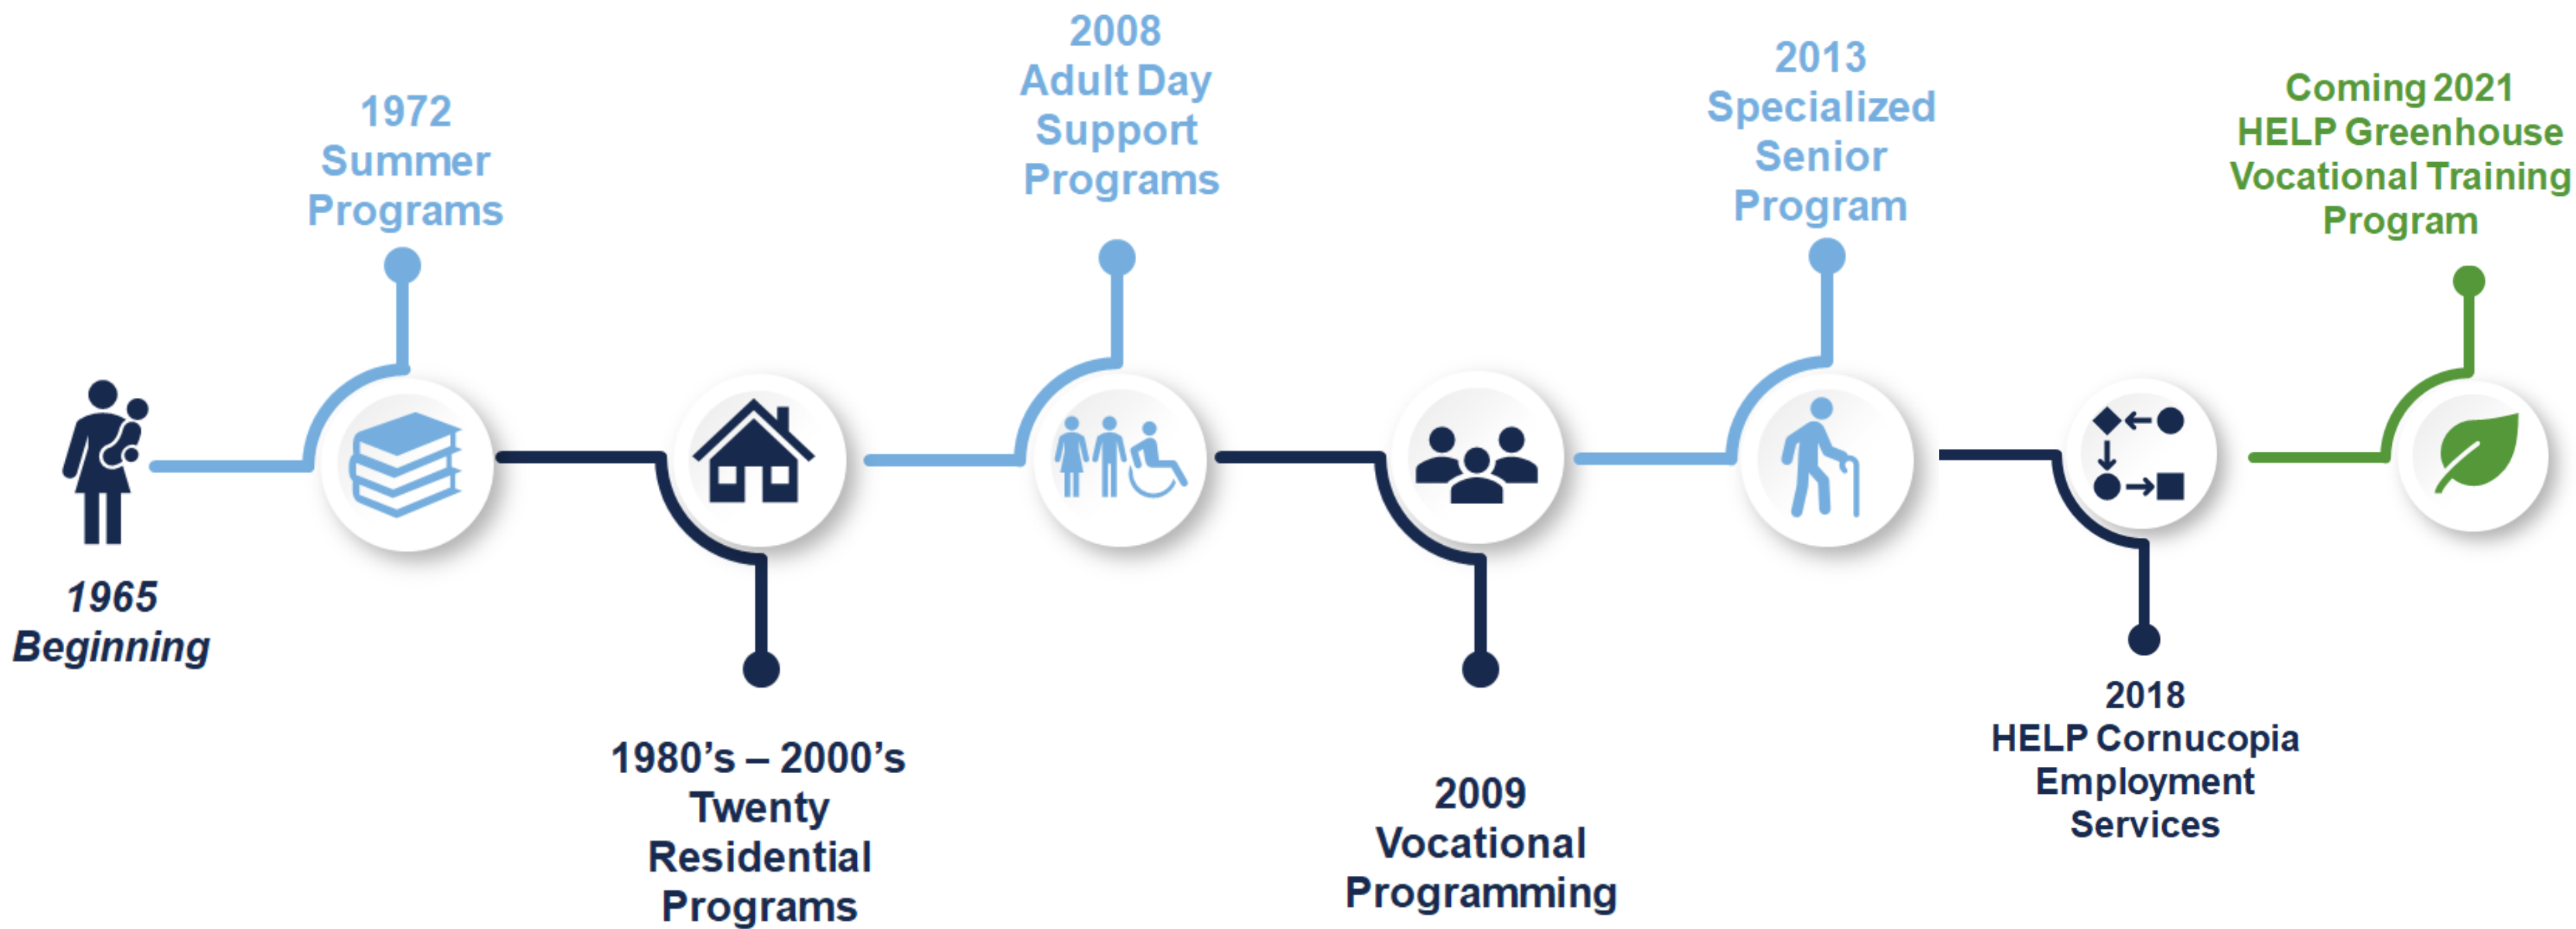 1965
Beginning
1972
Summer
Programs
1980’s – 2000’s
Twenty
Residential
Programs
2008
Adult Day
Support
Programs
2009
Vocational
Programming
2013
Specialized
Senior
Program
2018
HELP Cornucopia
Employment
Services
Coming 2021
HELP Greenhouse
Vocational Training
Program